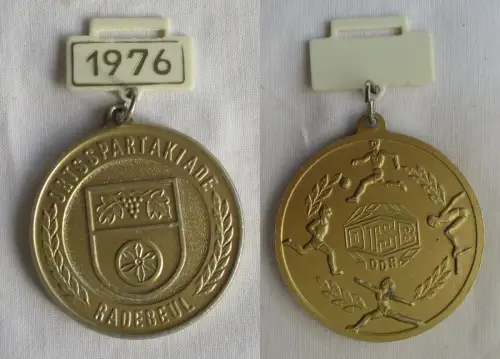 1976
ORTSSPARTAKIADE
RADEBEUL
DTSB
DDR